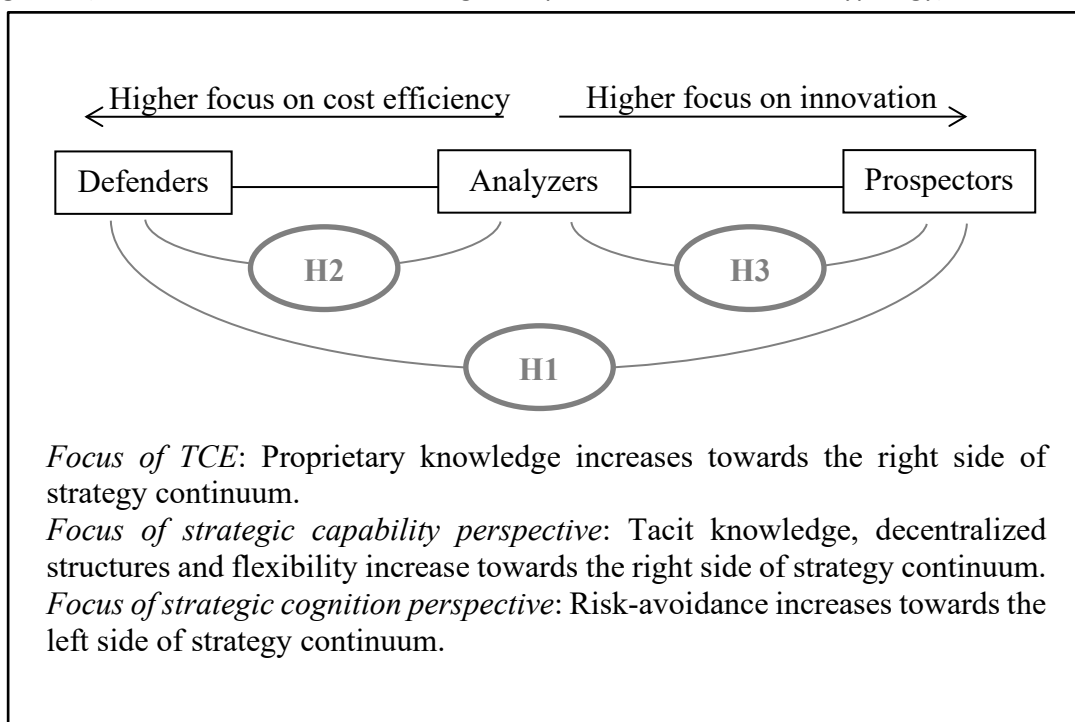 Higher focus on cost efficiency Higher focus on innovation
Defenders Analyzers Prospectors
H2 H3
H1
Focus of TCE: Proprietary knowledge increases towards the right side of
strategy continuum.
Focus of strategic capability perspective: Tacit knowledge, decentralized
structures and flexibility increase towards the right side of strategy continuum.
Focus of strategic cognition perspective: Risk-avoidance increases towards the
left side of strategy continuum.